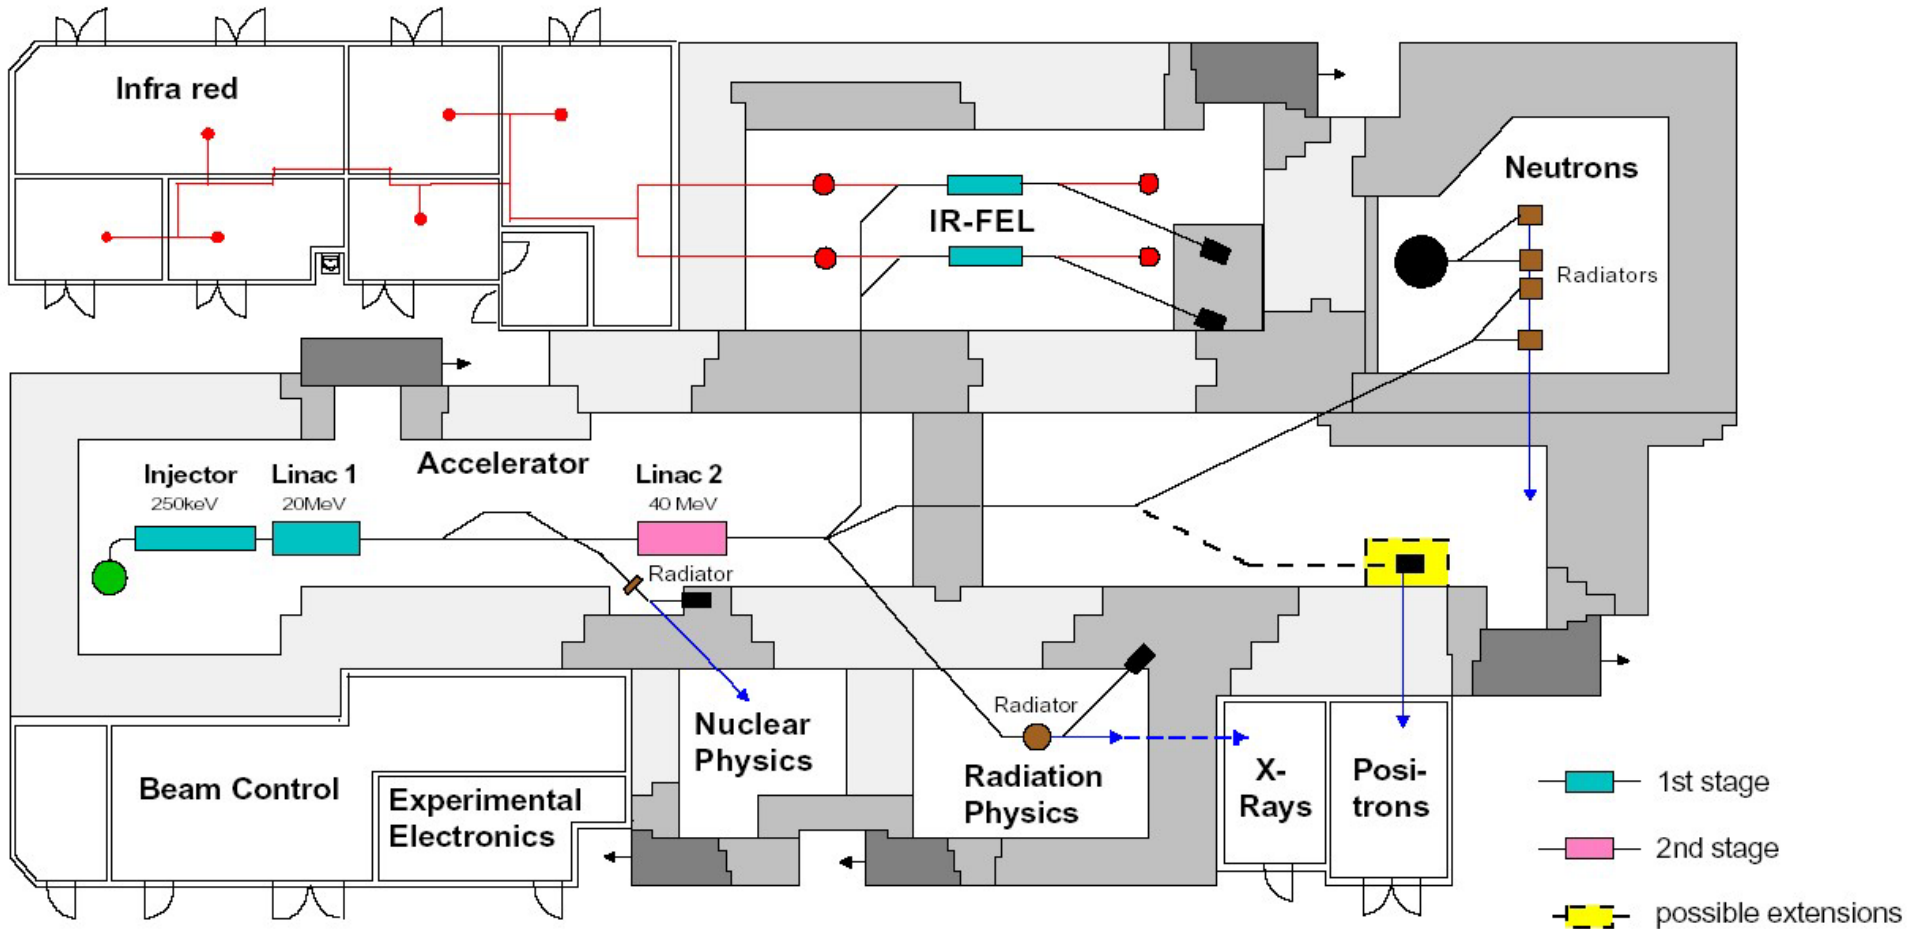 Infra red
Neutrons
IR-FEL
Radiators
Accelerator
Injector
250keV
Linac 1
20MeV
Linac 2
40 MeV
Radiator
Nuclear
Physics
Radiator
Radiation
Physics
X-
Rays
Posi-
trons
Beam Control
Experimental
Electronics
1st stage
2nd stage
possible extensions